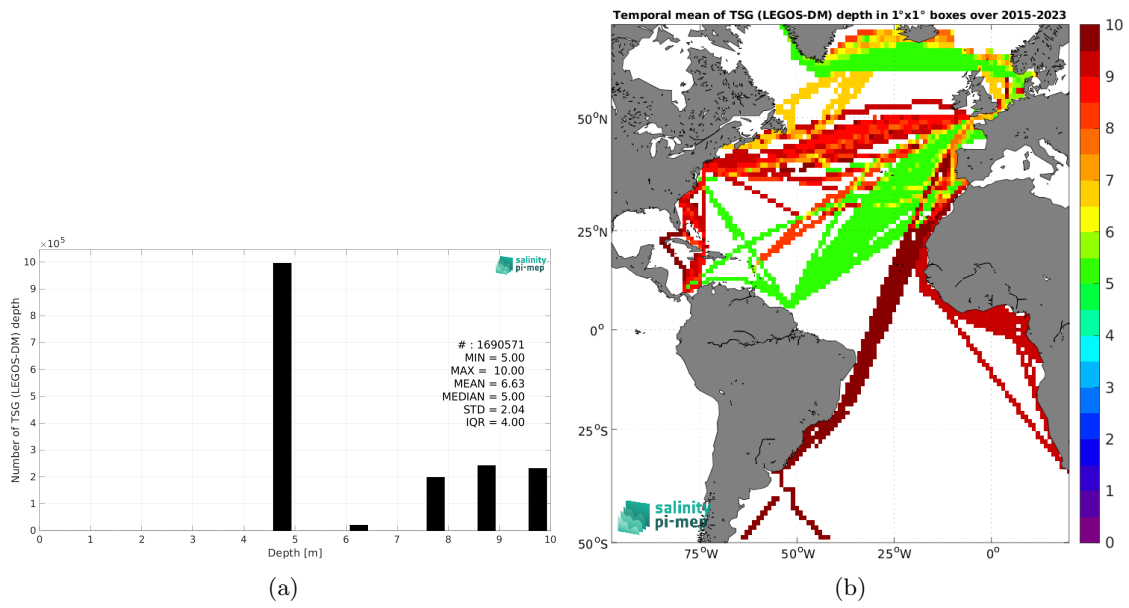 Temporal mean of TSG (LEGOS-DM) depth in 1°x1° boxes over 2015-2023
×10⁵
10
9
8
7
6
5
4
3
2
1
0
Number of TSG (LEGOS-DM) depth
salinity
pi-mep
# : 1690571
MIN = 5.00
MAX = 10.00
MEAN = 6.63
MEDIAN = 5.00
STD = 2.04
IQR = 4.00
0 1 2 3 4 5 6 7 8 9 10
Depth [m]
(a)
50°N
25°N
0°
25°S
50°S
75°W 50°W 25°W 0°
salinity
pi-mep
10
9
8
7
6
5
4
3
2
1
0
(b)